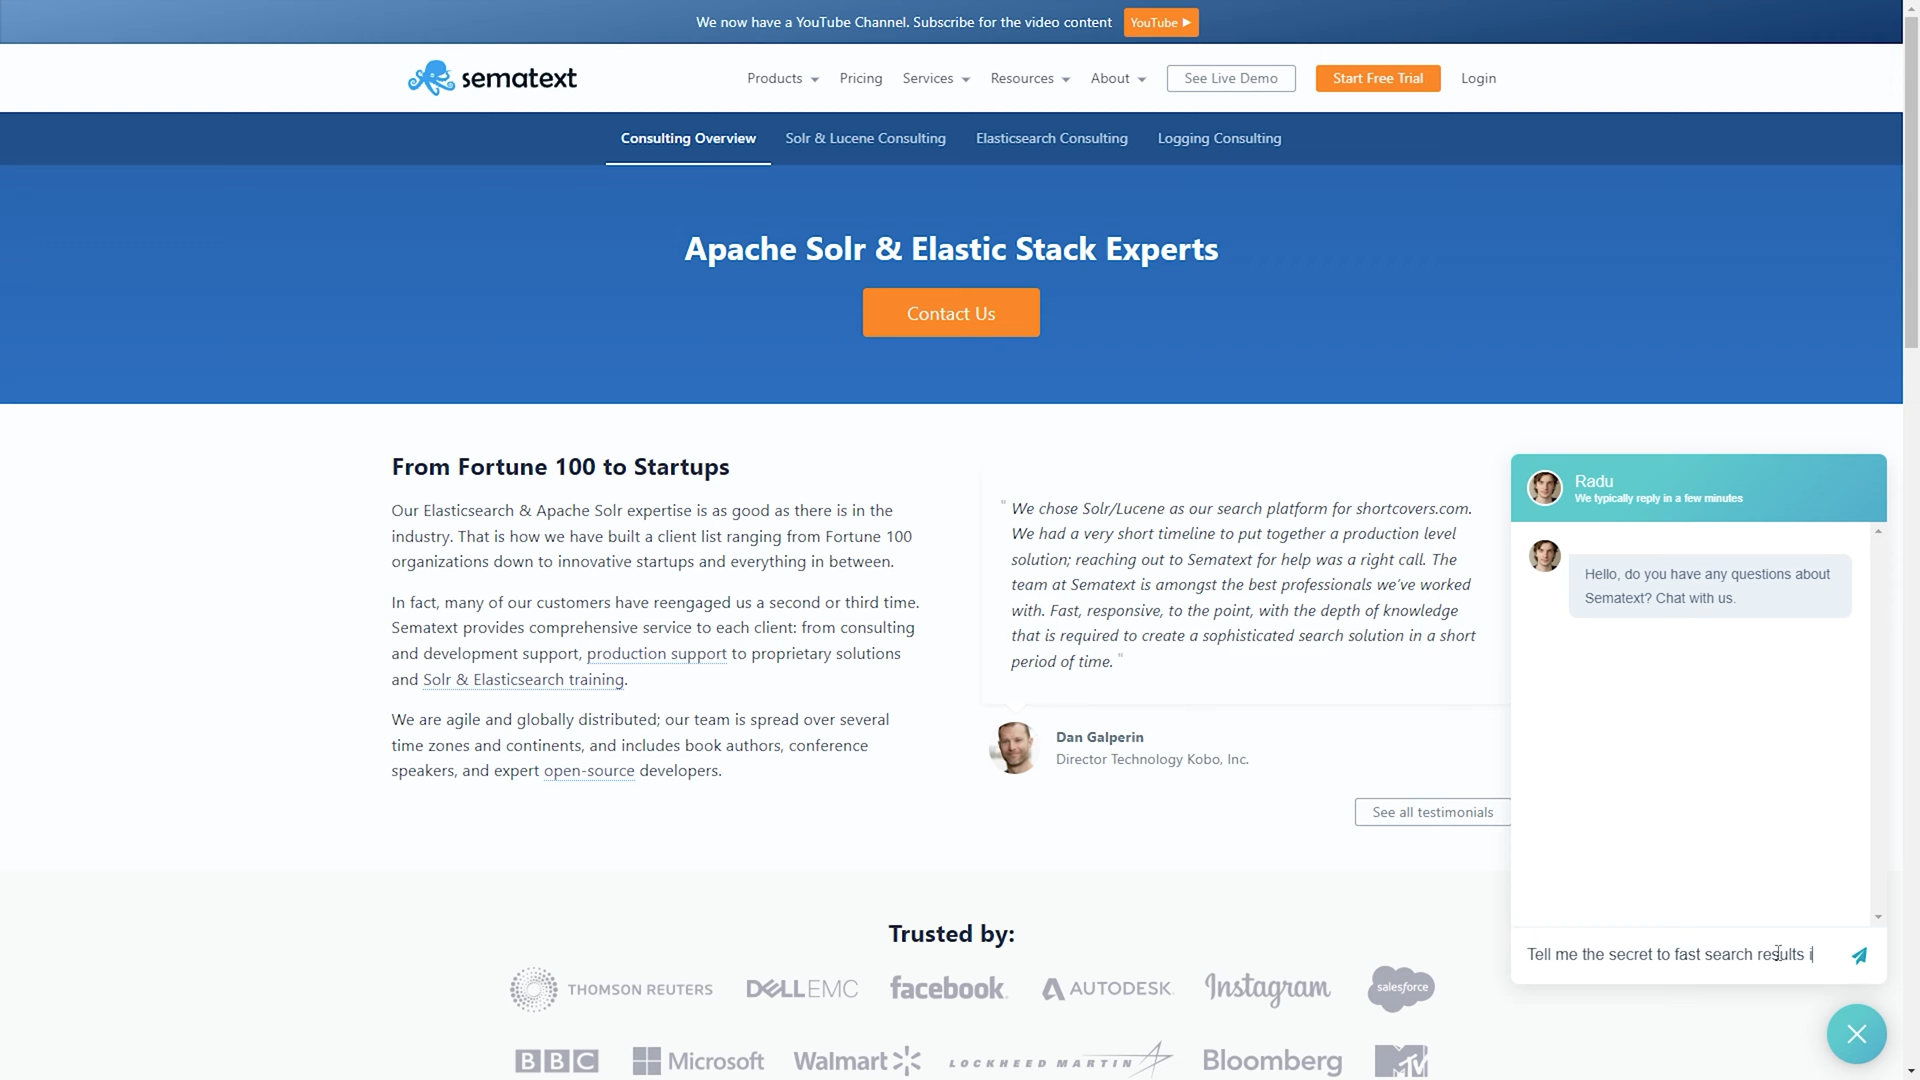 We now have a YouTube Channel. Subscribe for the video content YouTube ▶
sematext Products Pricing Services Resources About See Live Demo Start Free Trial Login
Consulting Overview Solr & Lucene Consulting Elasticsearch Consulting Logging Consulting
Apache Solr & Elastic Stack Experts
Contact Us
From Fortune 100 to Startups
Our Elasticsearch & Apache Solr expertise is as good as there is in the
industry. That is how we have built a client list ranging from Fortune 100
organizations down to innovative startups and everything in between.
In fact, many of our customers have reengaged us a second or third time.
Sematext provides comprehensive service to each client: from consulting
and development support, production support to proprietary solutions
and Solr & Elasticsearch training.
We are agile and globally distributed; our team is spread over several
time zones and continents, and includes book authors, conference
speakers, and expert open-source developers.
" We chose Solr/Lucene as our search platform for shortcovers.com.
We had a very short timeline to put together a production level
solution; reaching out to Sematext for help was a right call. The
team at Sematext is amongst the best professionals we've worked
with. Fast, responsive, to the point, with the depth of knowledge
that is required to create a sophisticated search solution in a short
period of time. "
Dan Galperin
Director Technology Kobo, Inc.
See all testimonials
Radu
We typically reply in a few minutes
Hello, do you have any questions about
Sematext? Chat with us.
Tell me the secret to fast search results i
Trusted by:
THOMSON REUTERS DELLEMC facebook. AUTODESK. Instagram salesforce
BBC Microsoft Walmart LOCKHEED MARTIN Bloomberg MTV